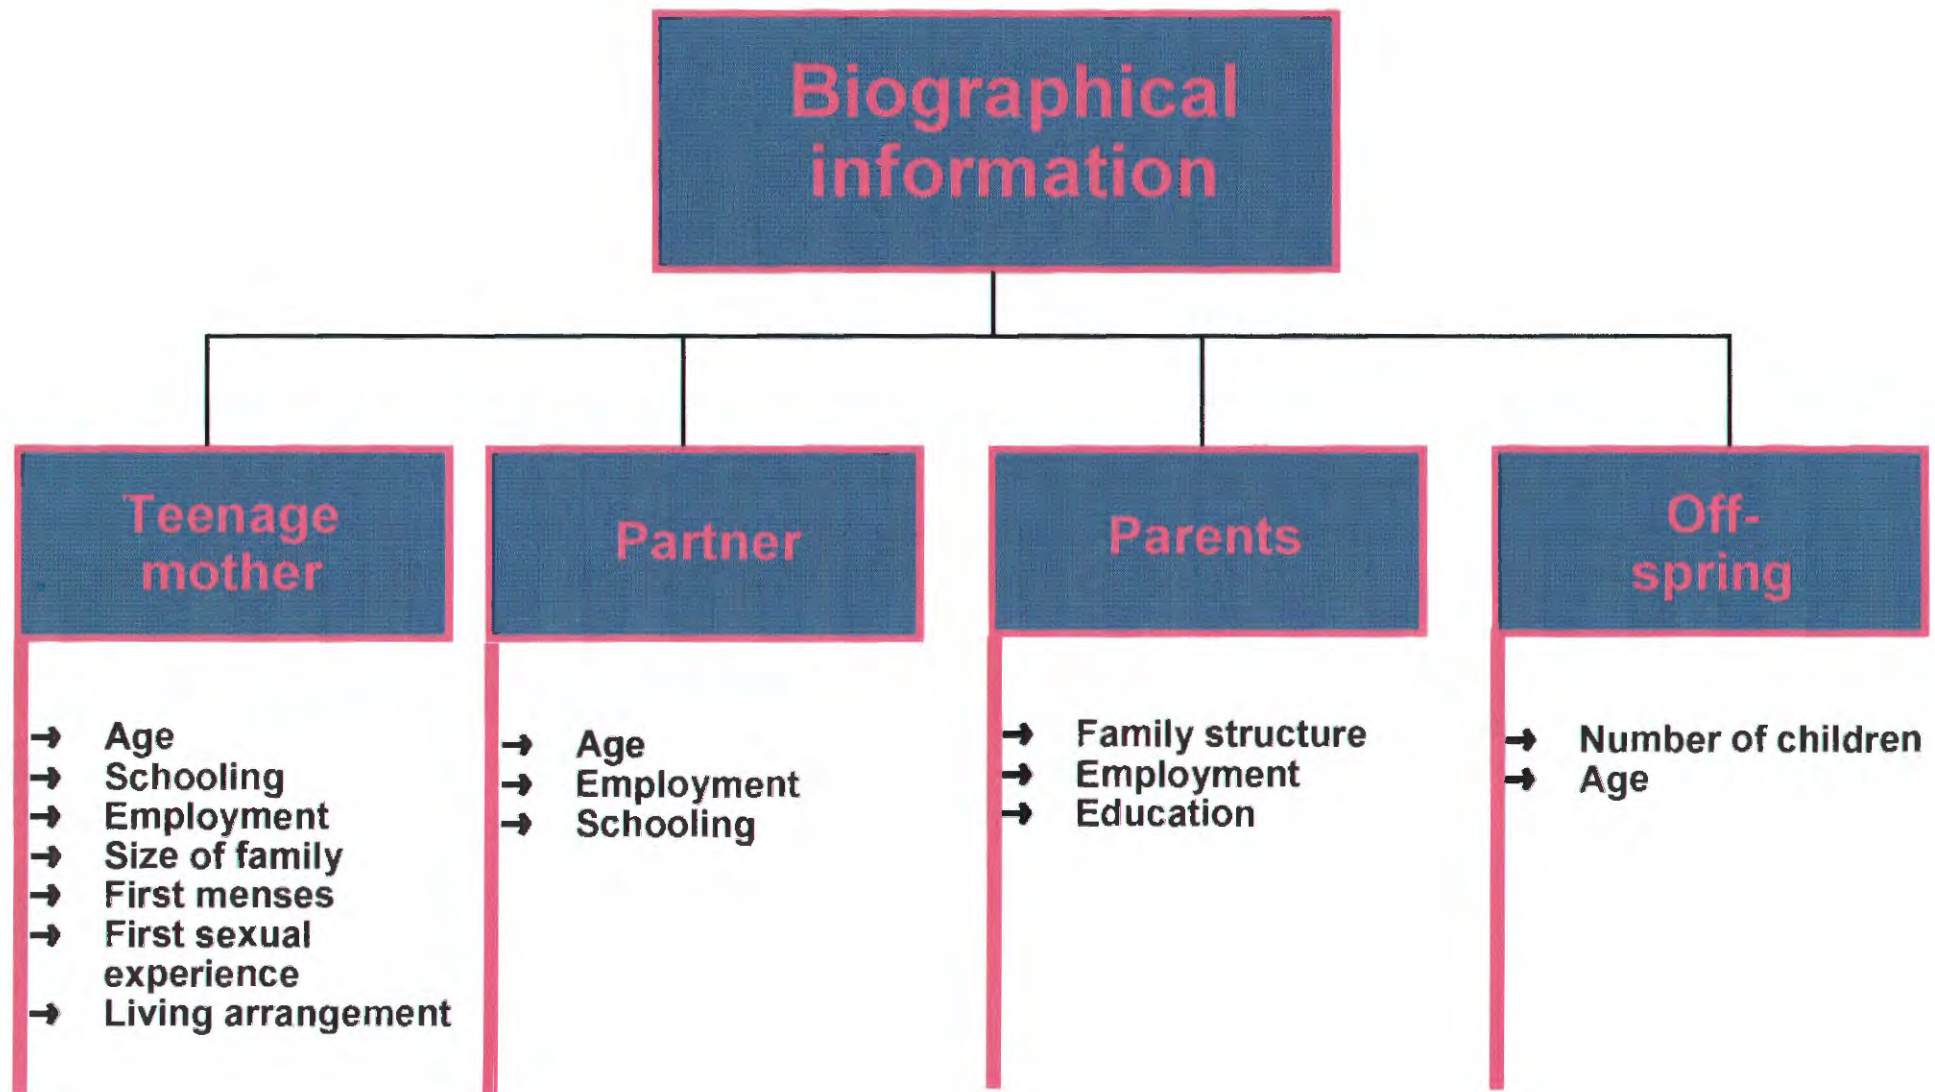 Biographical
information
Teenage
mother
Partner
Parents
Off-
spring
→ Age
→ Schooling
→ Employment
→ Size of family
→ First menses
→ First sexual
experience
→ Living arrangement
→ Age
→ Employment
→ Schooling
→ Family structure
→ Employment
→ Education
→ Number of children
→ Age